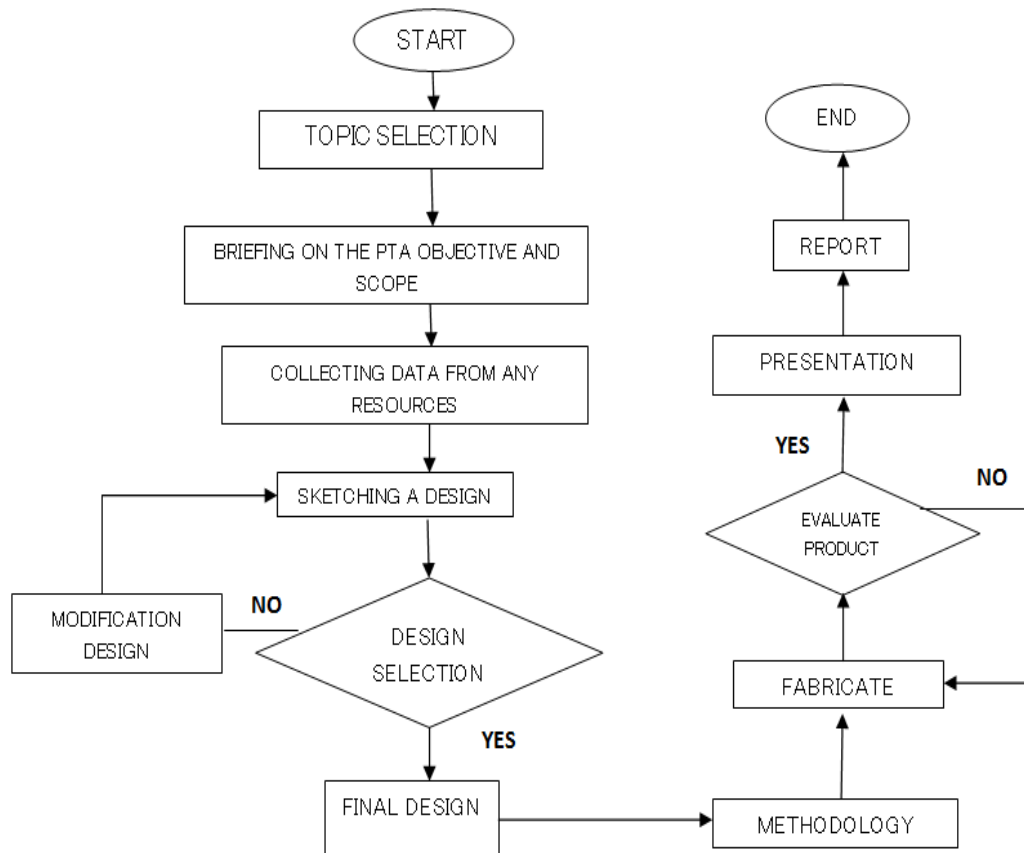 START
TOPIC SELECTION
BRIEFING ON THE PTA OBJECTIVE AND
SCOPE
COLLECTING DATA FROM ANY
RESOURCES
SKETCHING A DESIGN
MODIFICATION
DESIGN
NO
DESIGN
SELECTION
YES
FINAL DESIGN
METHODOLOGY
FABRICATE
EVALUATE
PRODUCT
NO
YES
PRESENTATION
REPORT
END